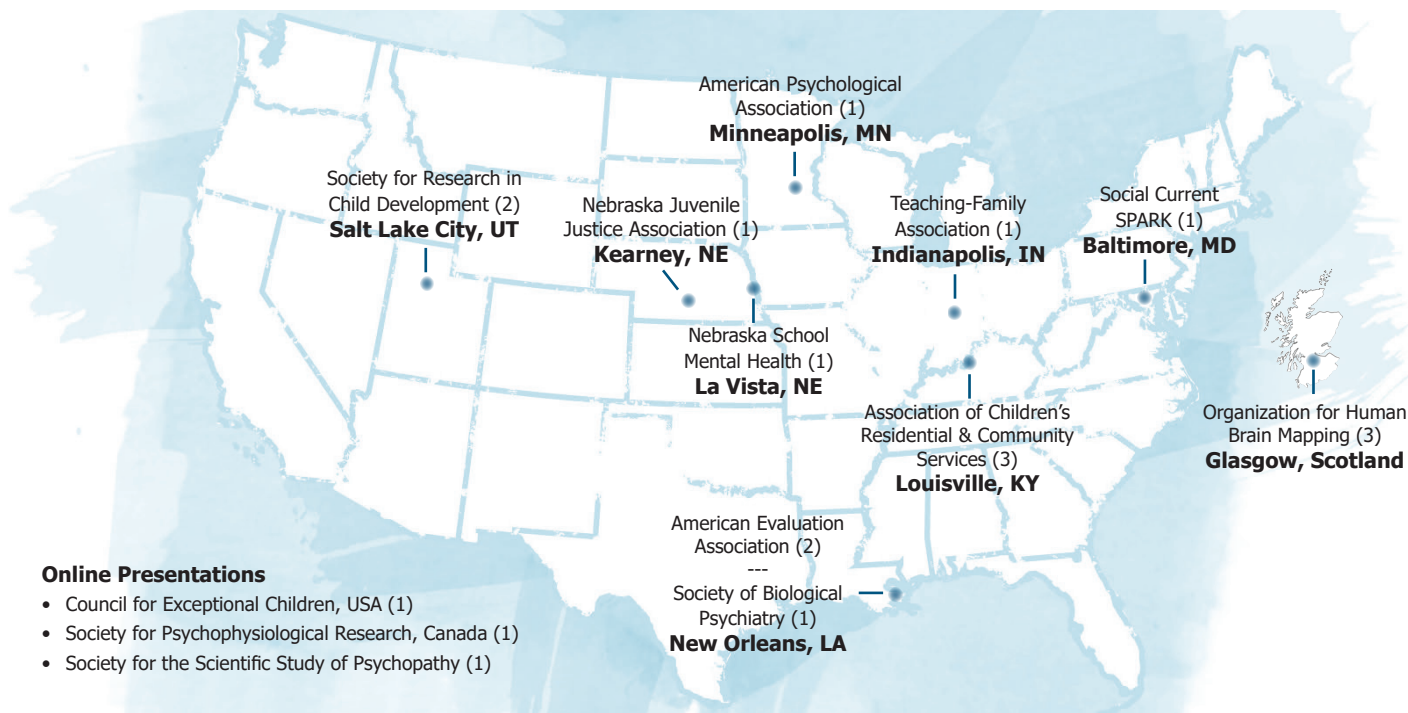 American Psychological
Association (1)
Minneapolis, MN
Society for Research in
Child Development (2)
Salt Lake City, UT
Nebraska Juvenile
Justice Association (1)
Kearney, NE
Teaching-Family
Association (1)
Indianapolis, IN
Social Current
SPARK (1)
Baltimore, MD
Nebraska School
Mental Health (1)
La Vista, NE
Association of Children’s
Residential & Community
Services (3)
Louisville, KY
Organization for Human
Brain Mapping (3)
Glasgow, Scotland
American Evaluation
Association (2)
---
Society of Biological
Psychiatry (1)
New Orleans, LA
Online Presentations
• Council for Exceptional Children, USA (1)
• Society for Psychophysiological Research, Canada (1)
• Society for the Scientific Study of Psychopathy (1)